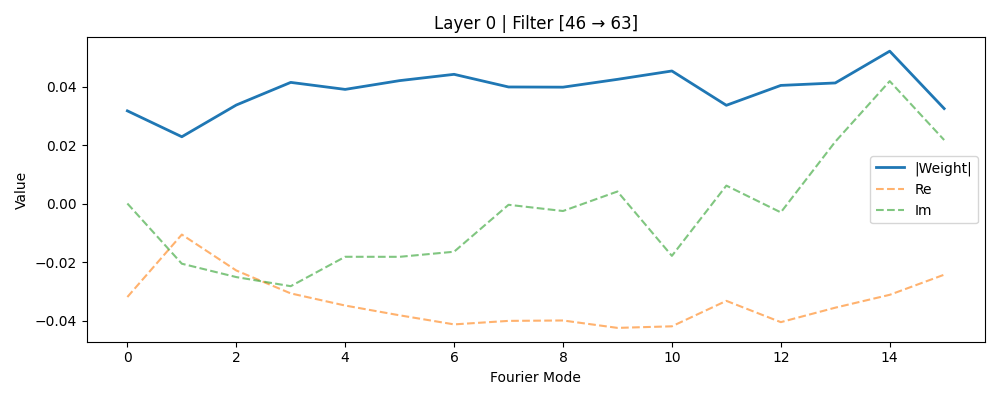 Layer 0 | Filter [46 → 63]
Value
0.04
0.02
0.00
−0.02
−0.04
|Weight|
Re
Im
0 2 4 6 8 10 12 14
Fourier Mode